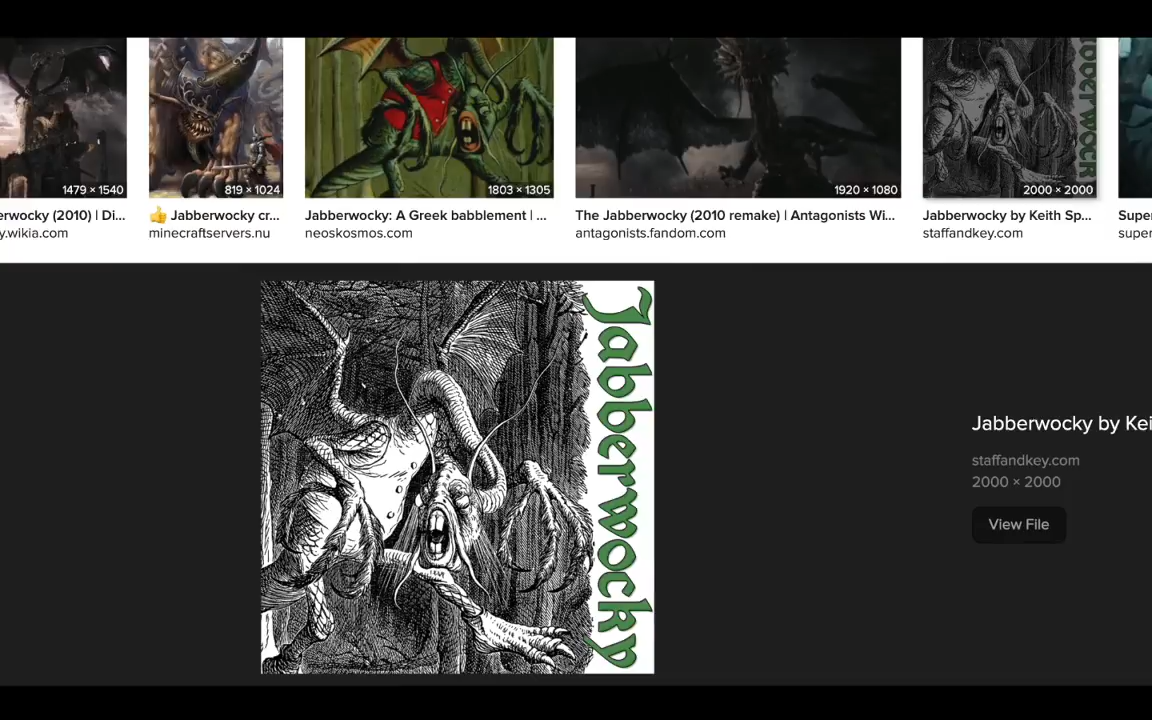 1479 × 1540
819 × 1024
1803 × 1305
1920 × 1080
2000 × 2000
erwocky (2010) | Di...
👍 Jabberwocky cr...
Jabberwocky: A Greek babblement | ...
The Jabberwocky (2010 remake) | Antagonists Wi...
Jabberwocky by Keith Sp...
Supe
y.wikia.com
minecraftservers.nu
neoskosmos.com
antagonists.fandom.com
staffandkey.com
super
Jabberwocky
Jabberwocky by Kei
staffandkey.com
2000 × 2000
View File